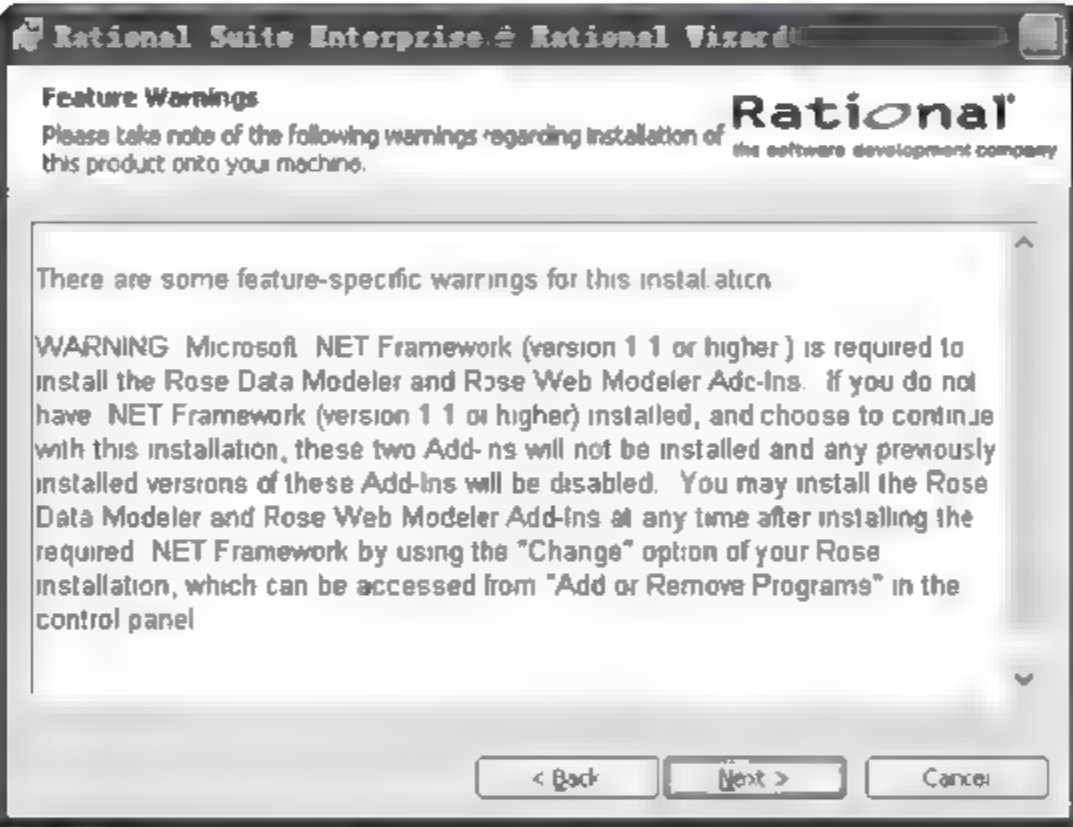 Rational Suite Enterprise - Rational Wizard
Feature Warnings
Please take note of the following warnings regarding installation of
this product onto your machine.
Rational
the software development company
There are some feature-specific warnings for this installation
WARNING Microsoft .NET Framework (version 1.1 or higher ) is required to
install the Rose Data Modeler and Rose Web Modeler Add-Ins. If you do not
have .NET Framework (version 1.1 or higher) installed, and choose to continue
with this installation, these two Add-Ins will not be installed and any previously
installed versions of these Add-Ins will be disabled. You may install the Rose
Data Modeler and Rose Web Modeler Add-Ins at any time after installing the
required .NET Framework by using the "Change" option of your Rose
installation, which can be accessed from "Add or Remove Programs" in the
control panel
< Back
Next >
Cancel